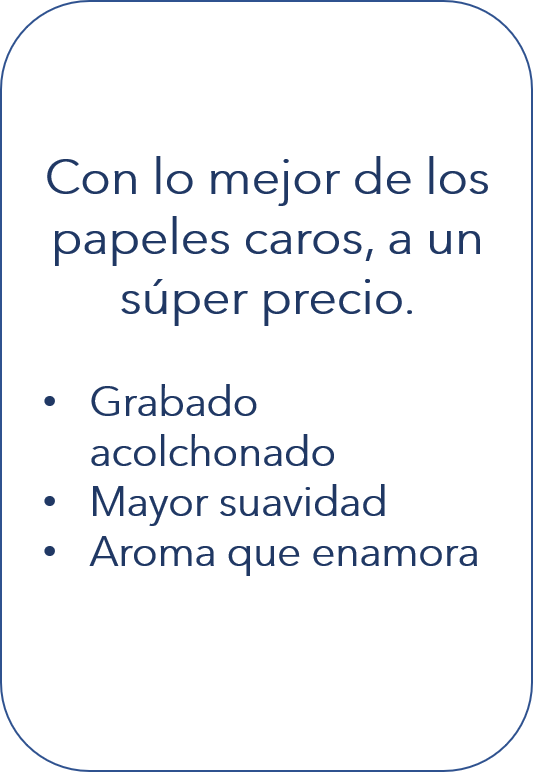 Con lo mejor de los
papeles caros, a un
súper precio.
• Grabado
acolchonado
• Mayor suavidad
• Aroma que enamora